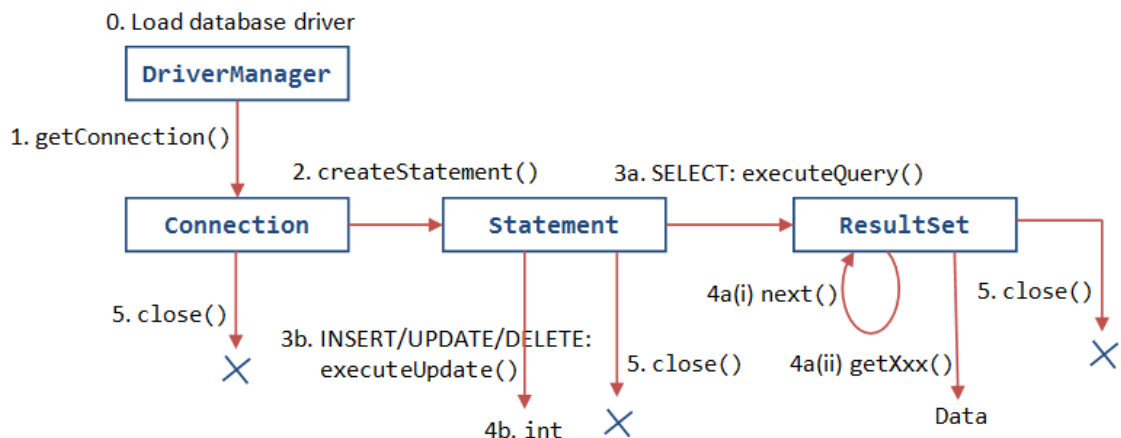 0. Load database driver
DriverManager
1. getConnection()
2. createStatement()
3a. SELECT: executeQuery()
Connection
Statement
ResultSet
4a(i) next()
5. close()
5. close()
3b. INSERT/UPDATE/DELETE:
executeUpdate()
5. close()
4a(ii) getXxx()
4b. int
Data